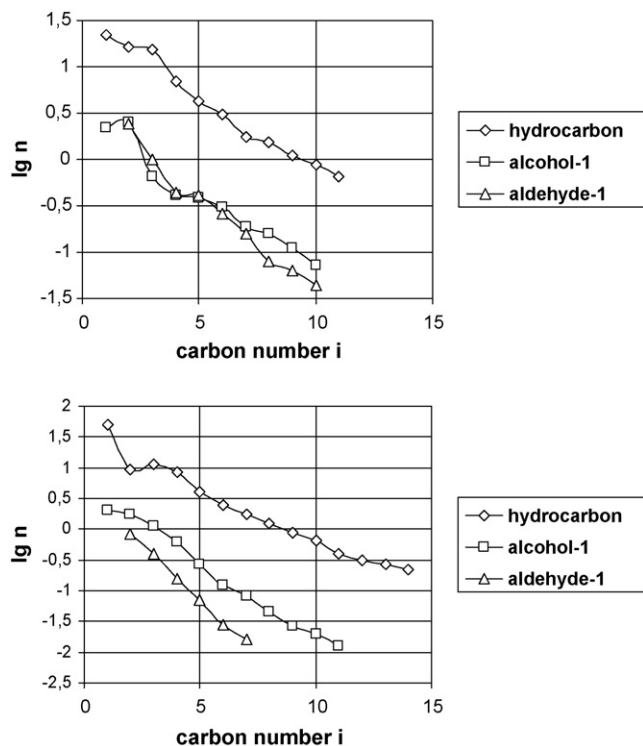 1,5
1
0,5
0
-0,5
-1
-1,5
lg n
0 5 10 15
carbon number i
hydrocarbon
alcohol-1
aldehyde-1
2
1,5
1
0,5
0
-0,5
-1
-1,5
-2
-2,5
lg n
0 5 10 15
carbon number i
hydrocarbon
alcohol-1
aldehyde-1